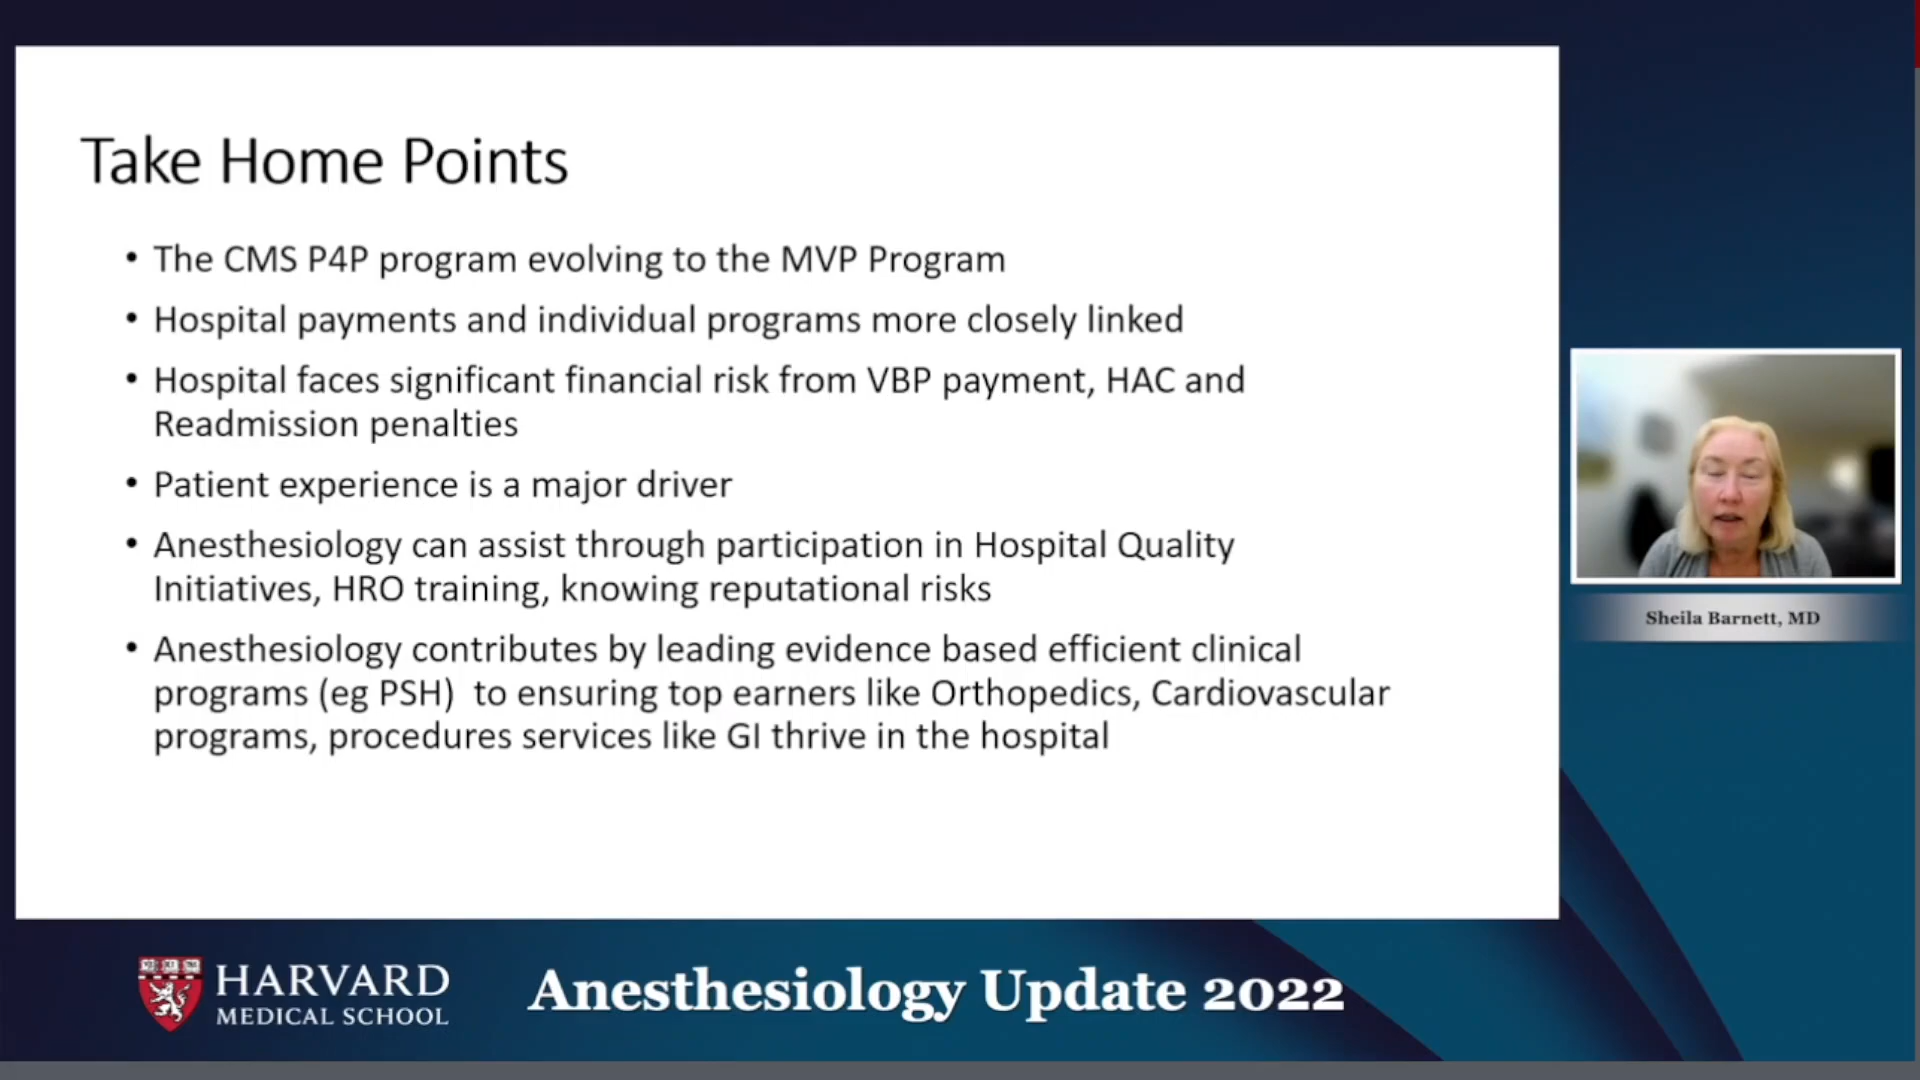 Take Home Points
• The CMS P4P program evolving to the MVP Program
• Hospital payments and individual programs more closely linked
• Hospital faces significant financial risk from VBP payment, HAC and
Readmission penalties
• Patient experience is a major driver
• Anesthesiology can assist through participation in Hospital Quality
Initiatives, HRO training, knowing reputational risks
• Anesthesiology contributes by leading evidence based efficient clinical
programs (eg PSH)  to ensuring top earners like Orthopedics, Cardiovascular
programs, procedures services like GI thrive in the hospital
Sheila Barnett, MD
HARVARD
MEDICAL SCHOOL
Anesthesiology Update 2022